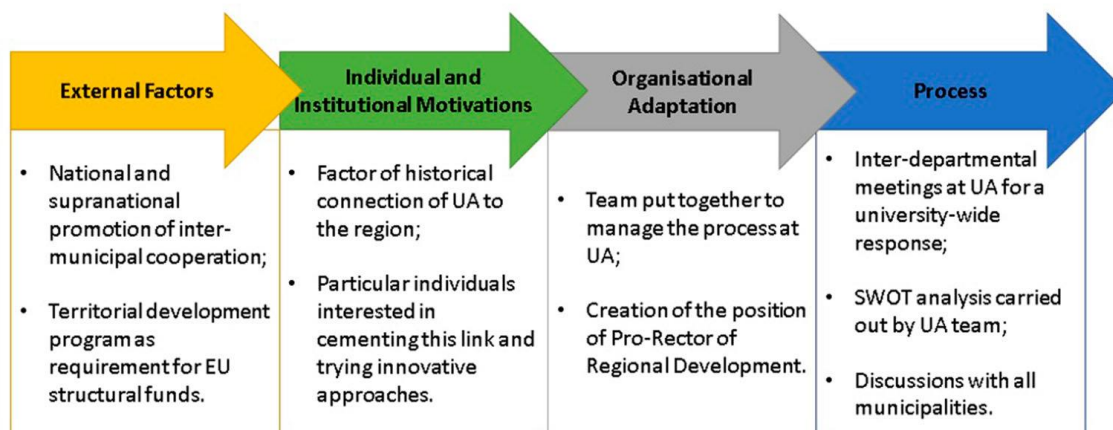 External Factors
• National and
supranational
promotion of inter-
municipal cooperation;
• Territorial development
program as
requirement for EU
structural funds.
Individual and
Institutional Motivations
• Factor of historical
connection of UA to
the region;
• Particular individuals
interested in
cementing this link and
trying innovative
approaches.
Organisational
Adaptation
• Team put together to
manage the process at
UA;
• Creation of the position
of Pro-Rector of
Regional Development.
Process
• Inter-departmental
meetings at UA for a
university-wide
response;
• SWOT analysis carried
out by UA team;
• Discussions with all
municipalities.